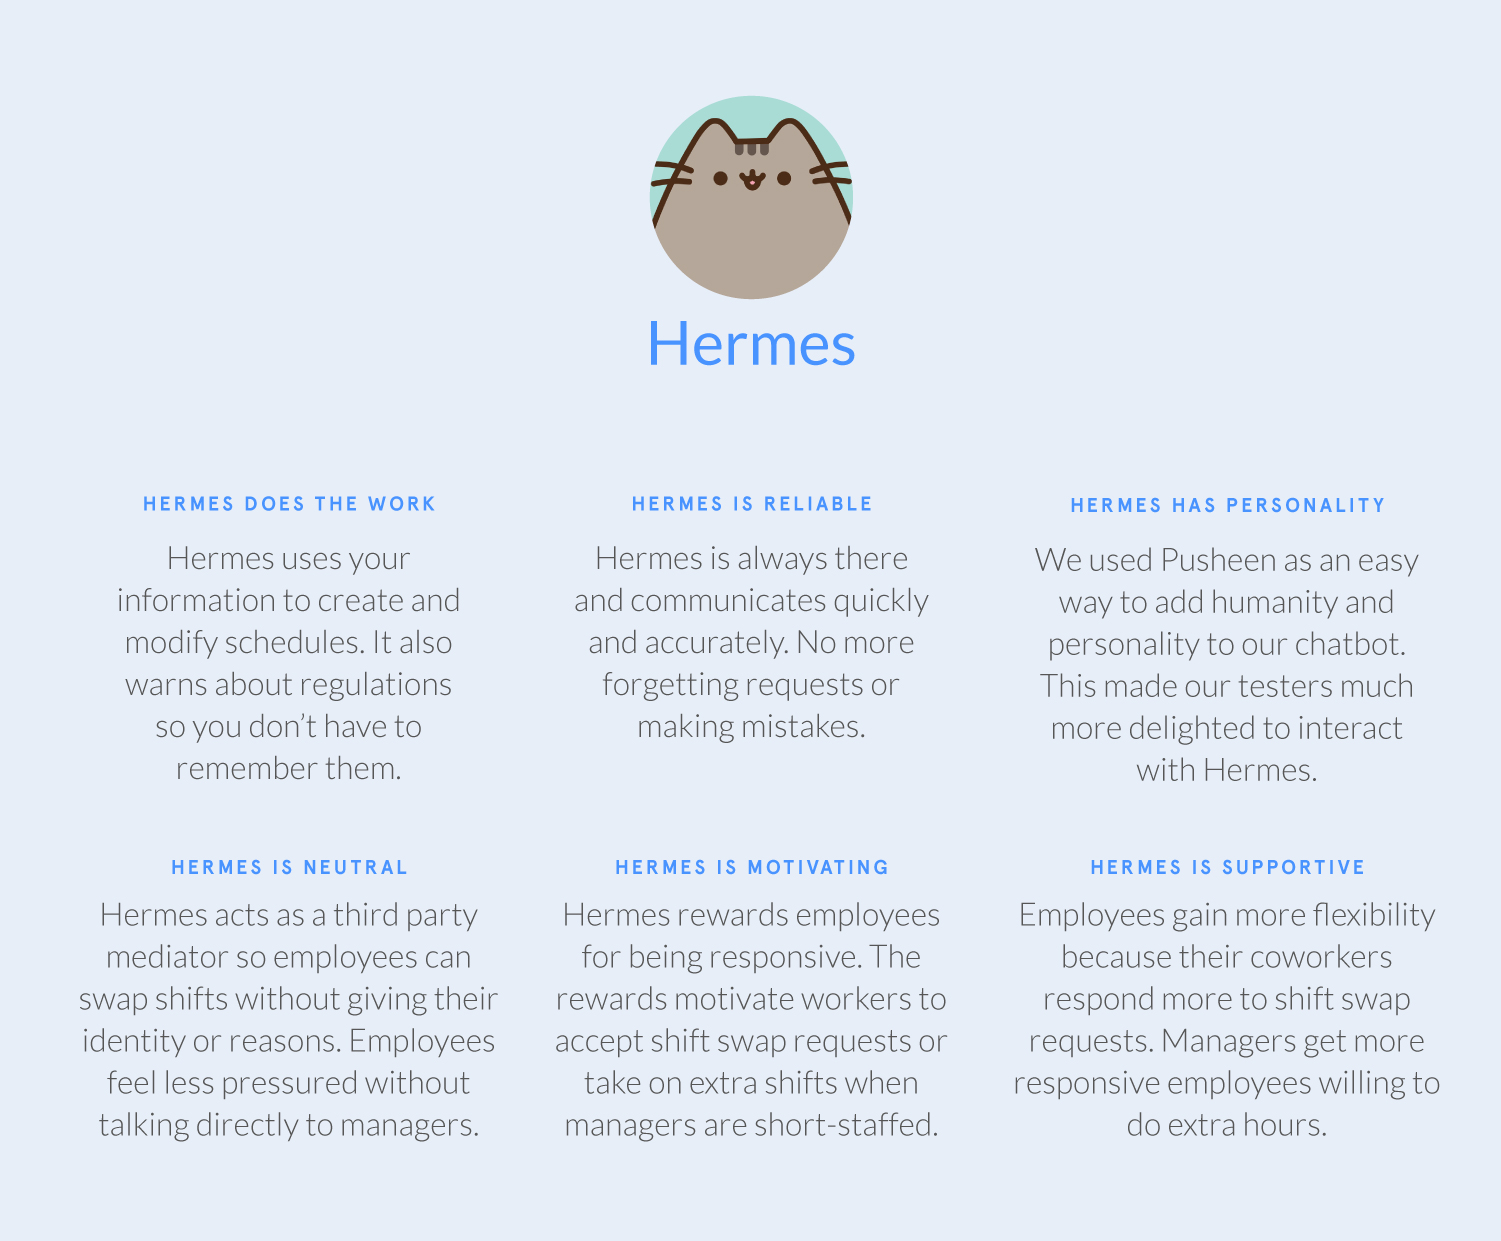 Hermes
HERMES DOES THE WORK
Hermes uses your
information to create and
modify schedules. It also
warns about regulations
so you don’t have to
remember them.
HERMES IS RELIABLE
Hermes is always there
and communicates quickly
and accurately. No more
forgetting requests or
making mistakes.
HERMES HAS PERSONALITY
We used Pusheen as an easy
way to add humanity and
personality to our chatbot.
This made our testers much
more delighted to interact
with Hermes.
HERMES IS NEUTRAL
Hermes acts as a third party
mediator so employees can
swap shifts without giving their
identity or reasons. Employees
feel less pressured without
talking directly to managers.
HERMES IS MOTIVATING
Hermes rewards employees
for being responsive. The
rewards motivate workers to
accept shift swap requests or
take on extra shifts when
managers are short-staffed.
HERMES IS SUPPORTIVE
Employees gain more flexibility
because their coworkers
respond more to shift swap
requests. Managers get more
responsive employees willing to
do extra hours.